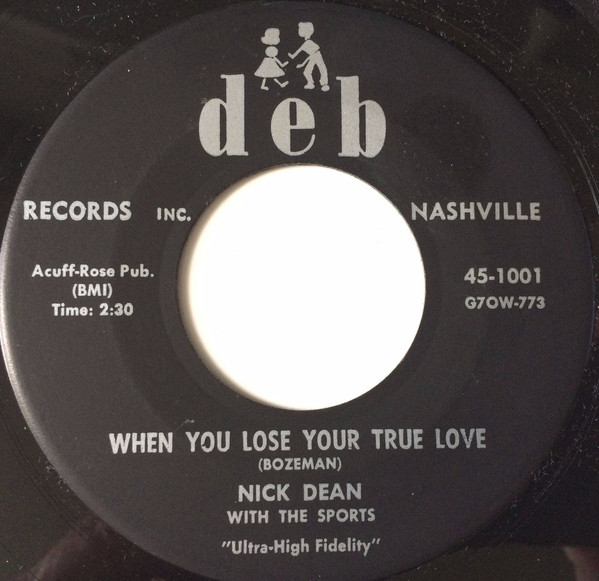 deb
RECORDS INC. NASHVILLE
Acuff-Rose Pub.
(BMI)
Time: 2:30
45-1001
G7OW-773
WHEN YOU LOSE YOUR TRUE LOVE
(BOZEMAN)
NICK DEAN
WITH THE SPORTS
"Ultra-High Fidelity"